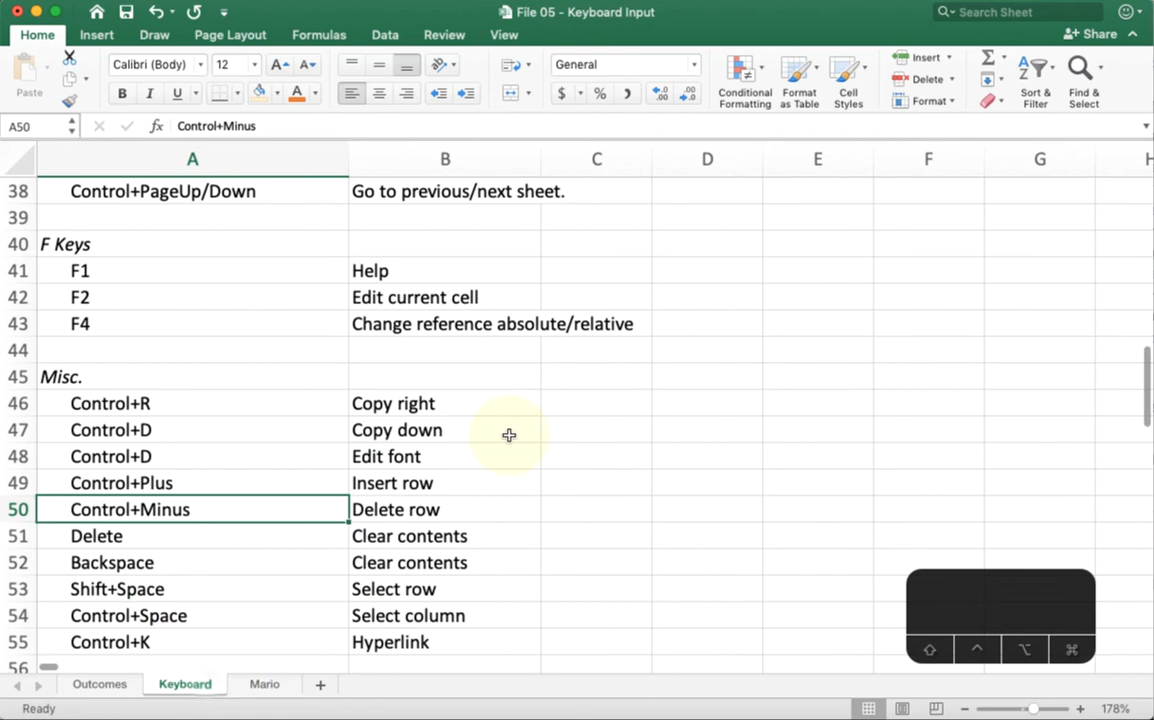 File 05 - Keyboard Input
Search Sheet
Home Insert Draw Page Layout Formulas Data Review View
Share
Paste
Calibri (Body) 12
A A
B I U A
General
$ % )
.0 .00
.00 .0
Conditional Formatting
Format as Table
Cell Styles
Insert
Delete
Format
Sort & Filter
Find & Select
A50 fx Control+Minus
A B C D E F G H
38 Control+PageUp/Down Go to previous/next sheet.
39
40 F Keys
41 F1 Help
42 F2 Edit current cell
43 F4 Change reference absolute/relative
44
45 Misc.
46 Control+R Copy right
47 Control+D Copy down
48 Control+D Edit font
49 Control+Plus Insert row
50 Control+Minus Delete row
51 Delete Clear contents
52 Backspace Clear contents
53 Shift+Space Select row
54 Control+Space Select column
55 Control+K Hyperlink
56
Outcomes Keyboard Mario +
Ready
178%